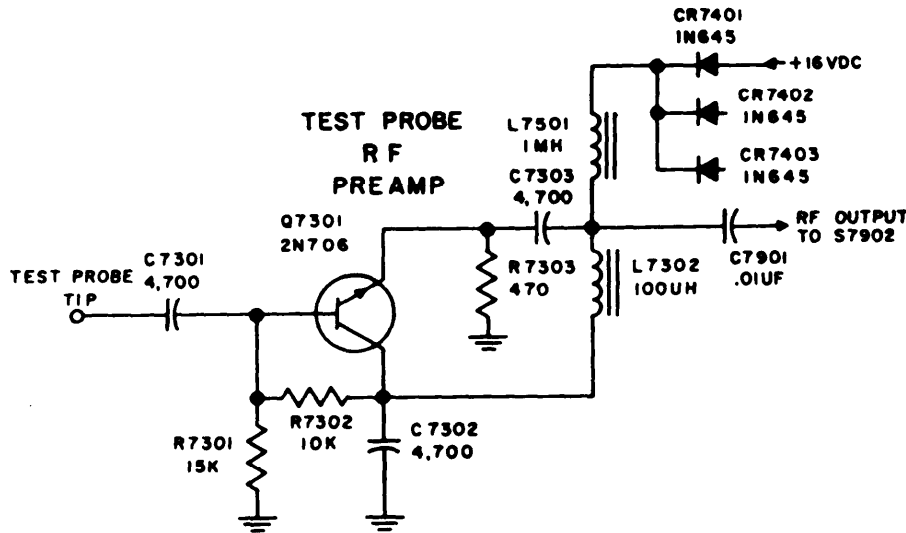 CR7401
1N645
+16VDC
CR7402
1N645
CR7403
1N645
TEST PROBE
RF
PREAMP
L7501
1MH
C7303
4,700
Q7301
2N706
RF OUTPUT
TO S7902
C7901
.01UF
C7301
4,700
TEST PROBE
TIP
R7303
470
L7302
100UH
R7302
10K
R7301
15K
C7302
4,700